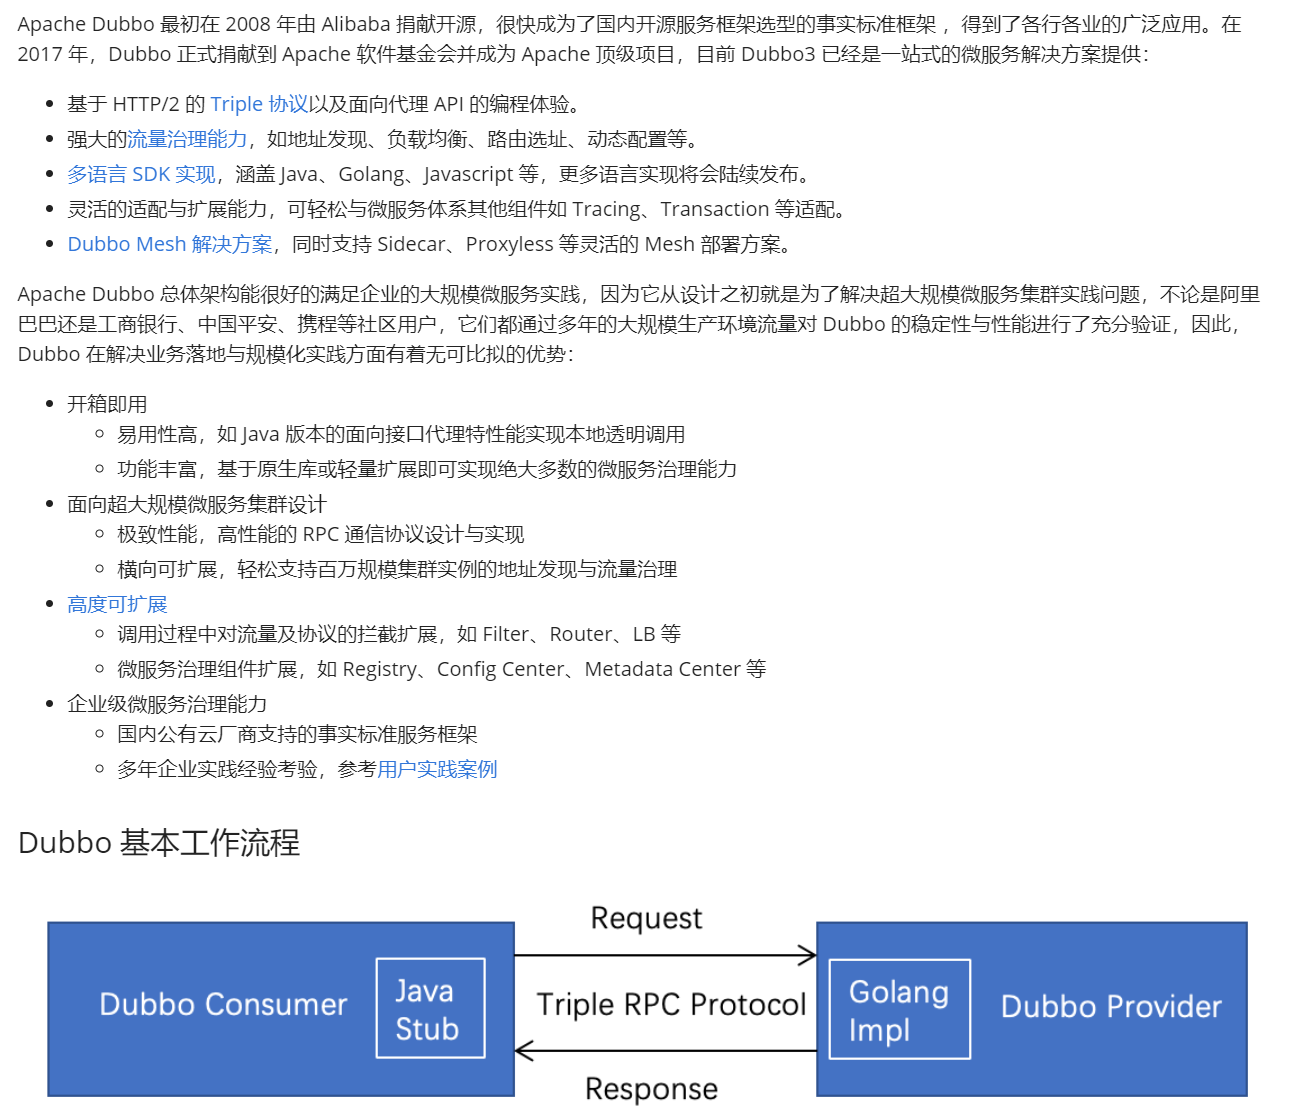 Apache Dubbo 最初在 2008 年由 Alibaba 捐献开源，很快成为了国内开源服务框架选型的事实标准框架 ，得到了各行各业的广泛应用。在
2017 年，Dubbo 正式捐献到 Apache 软件基金会并成为 Apache 顶级项目，目前 Dubbo3 已经是一站式的微服务解决方案提供：
基于 HTTP/2 的 Triple 协议以及面向代理 API 的编程体验。
强大的流量治理能力，如地址发现、负载均衡、路由选址、动态配置等。
多语言 SDK 实现，涵盖 Java、Golang、Javascript 等，更多语言实现将会陆续发布。
灵活的适配与扩展能力，可轻松与微服务体系其他组件如 Tracing、Transaction 等适配。
Dubbo Mesh 解决方案，同时支持 Sidecar、Proxyless 等灵活的 Mesh 部署方案。
Apache Dubbo 总体架构能很好的满足企业的大规模微服务实践，因为它从设计之初就是为了解决超大规模微服务集群实践问题，不论是阿里
巴巴还是工商银行、中国平安、携程等社区用户，它们都通过多年的大规模生产环境流量对 Dubbo 的稳定性与性能进行了充分验证，因此，
Dubbo 在解决业务落地与规模化实践方面有着无可比拟的优势：
开箱即用
易用性高，如 Java 版本的面向接口代理特性能实现本地透明调用
功能丰富，基于原生库或轻量扩展即可实现绝大多数的微服务治理能力
面向超大规模微服务集群设计
极致性能，高性能的 RPC 通信协议设计与实现
横向可扩展，轻松支持百万规模集群实例的地址发现与流量治理
高度可扩展
调用过程中对流量及协议的拦截扩展，如 Filter、Router、LB 等
微服务治理组件扩展，如 Registry、Config Center、Metadata Center 等
企业级微服务治理能力
国内公有云厂商支持的事实标准服务框架
多年企业实践经验考验，参考用户实践案例
Dubbo 基本工作流程
Request
Dubbo Consumer
Java
Stub
Triple RPC Protocol
Golang
Impl
Dubbo Provider
Response